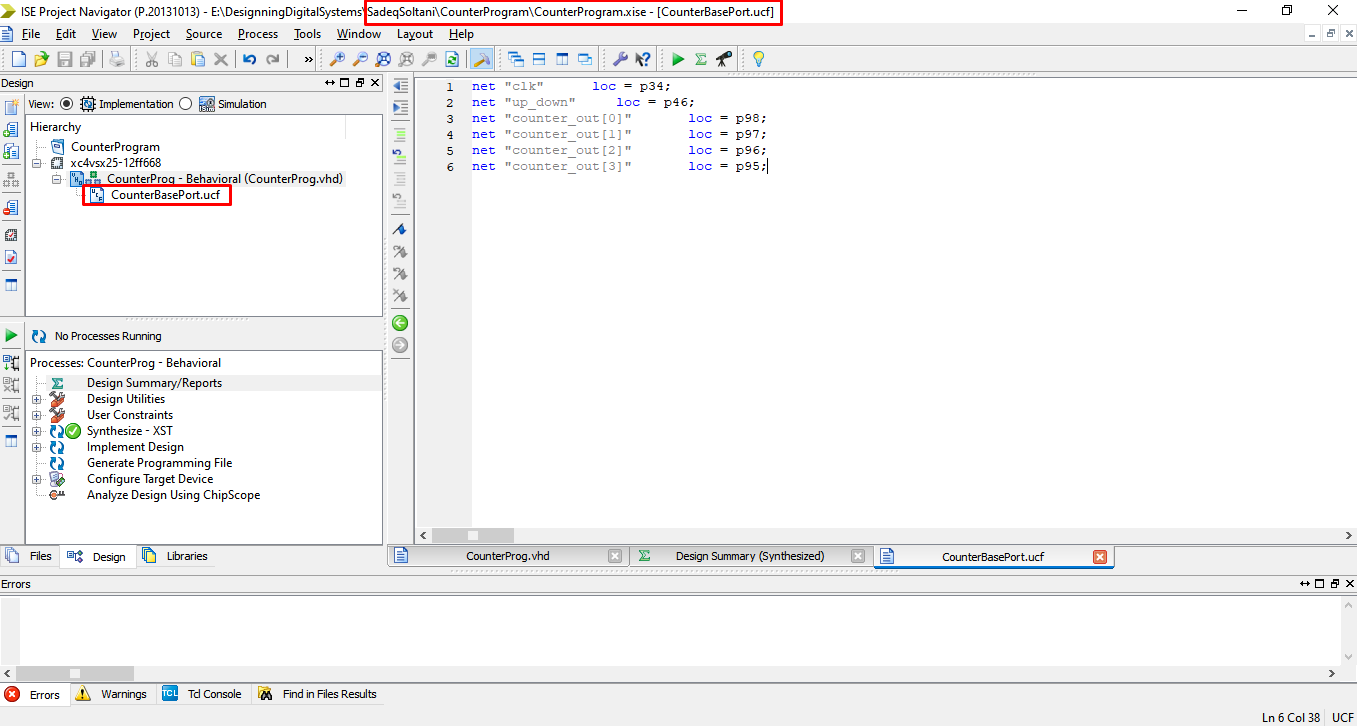 ISE Project Navigator (P.20131013) - E:\DesignningDigitalSystems\SadeqSoltani\CounterProgram\CounterProgram.xise - [CounterBasePort.ucf]
File Edit View Project Source Process Tools Window Layout Help
»
Design
View: Implementation Simulation
Hierarchy
CounterProgram
xc4vsx25-12ff668
CounterProg - Behavioral (CounterProg.vhd)
CounterBasePort.ucf
No Processes Running
Processes: CounterProg - Behavioral
Design Summary/Reports
Design Utilities
User Constraints
Synthesize - XST
Implement Design
Generate Programming File
Configure Target Device
Analyze Design Using ChipScope
Files Design Libraries
1 net "clk" loc = p34;
2 net "up_down" loc = p46;
3 net "counter_out[0]" loc = p98;
4 net "counter_out[1]" loc = p97;
5 net "counter_out[2]" loc = p96;
6 net "counter_out[3]" loc = p95;
CounterProg.vhd Design Summary (Synthesized) CounterBasePort.ucf
Errors
Errors Warnings Tcl Console Find in Files Results
Ln 6 Col 38 UCF